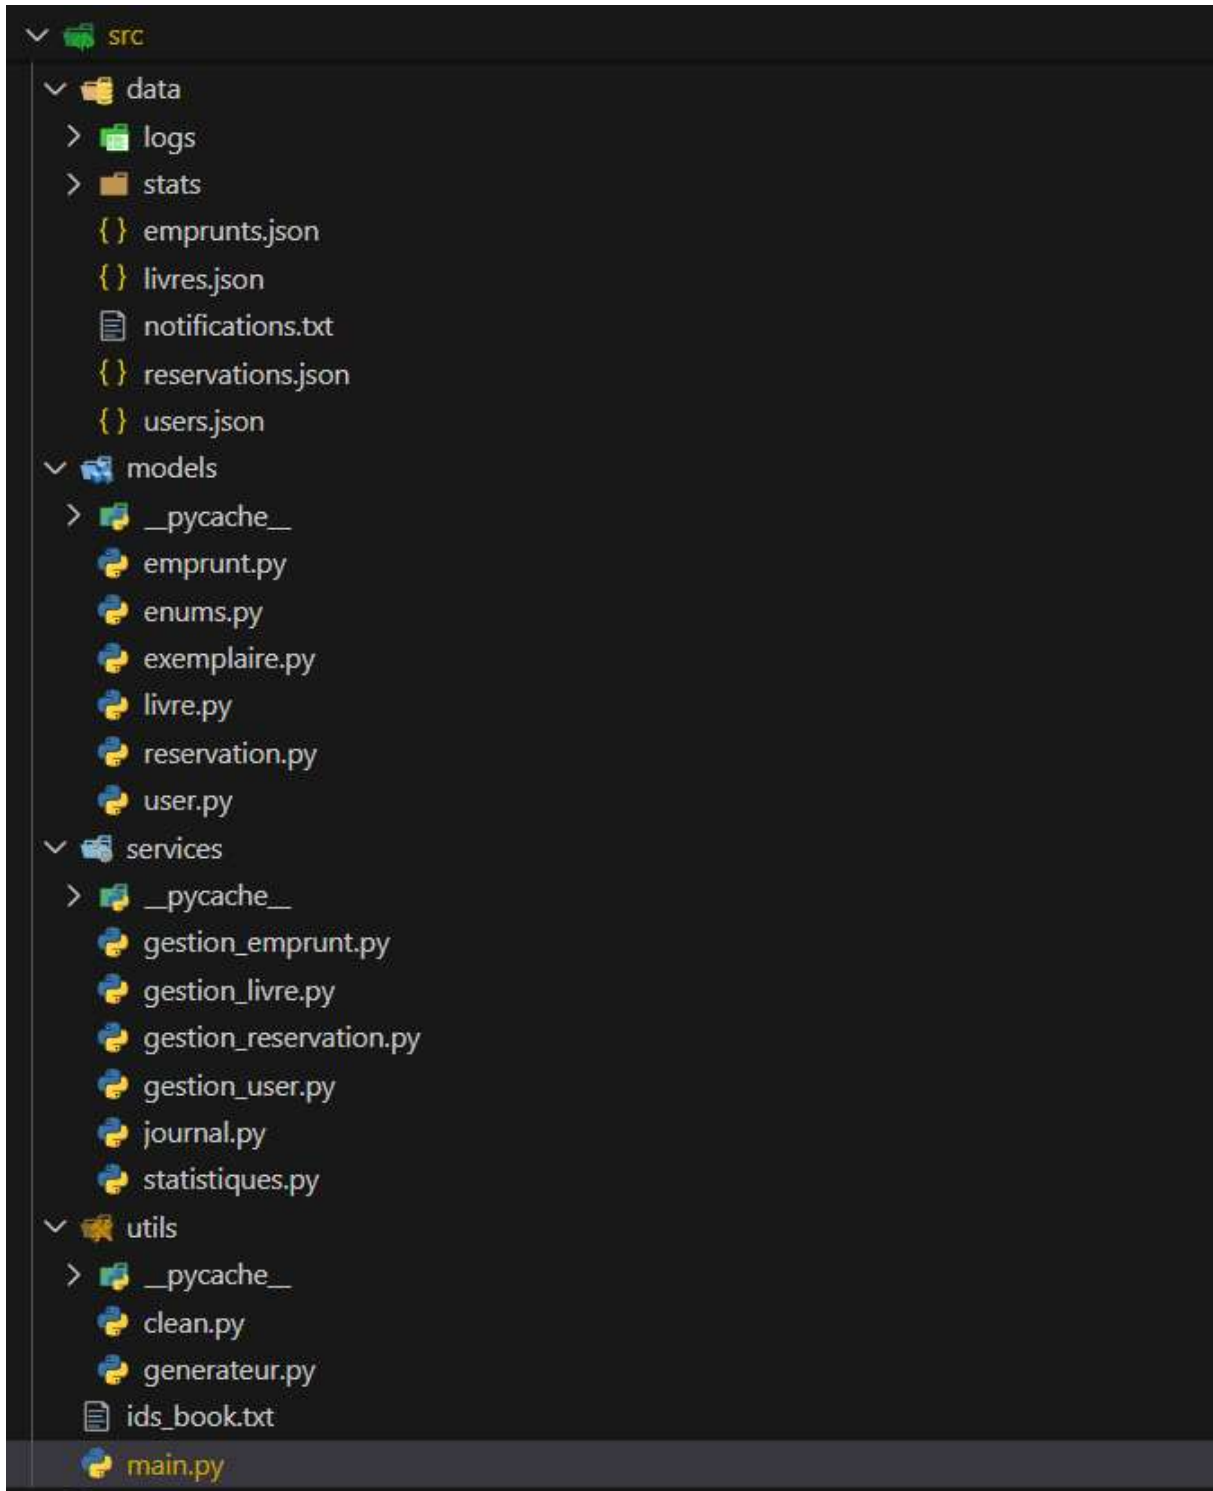 src
data
logs
stats
{} emprunts.json
{} livres.json
notifications.txt
{} reservations.json
{} users.json
models
__pycache__
emprunt.py
enums.py
exemplaire.py
livre.py
reservation.py
user.py
services
__pycache__
gestion_emprunt.py
gestion_livre.py
gestion_reservation.py
gestion_user.py
journal.py
statistiques.py
utils
__pycache__
clean.py
generateur.py
ids_book.txt
main.py